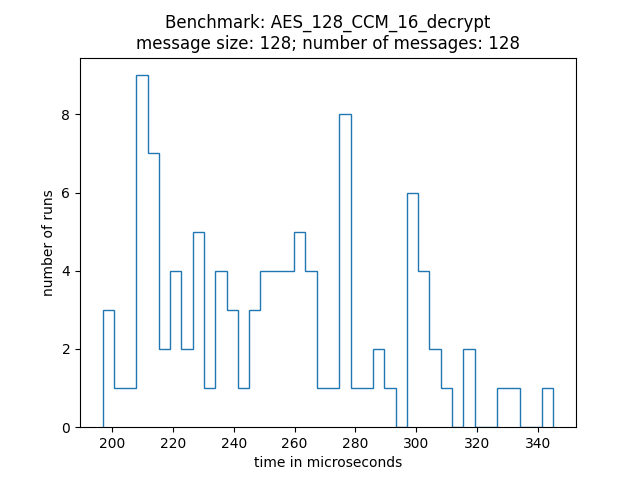 Benchmark: AES_128_CCM_16_decrypt
message size: 128; number of messages: 128
number of runs
8
6
4
2
0
200 220 240 260 280 300 320 340
time in microseconds